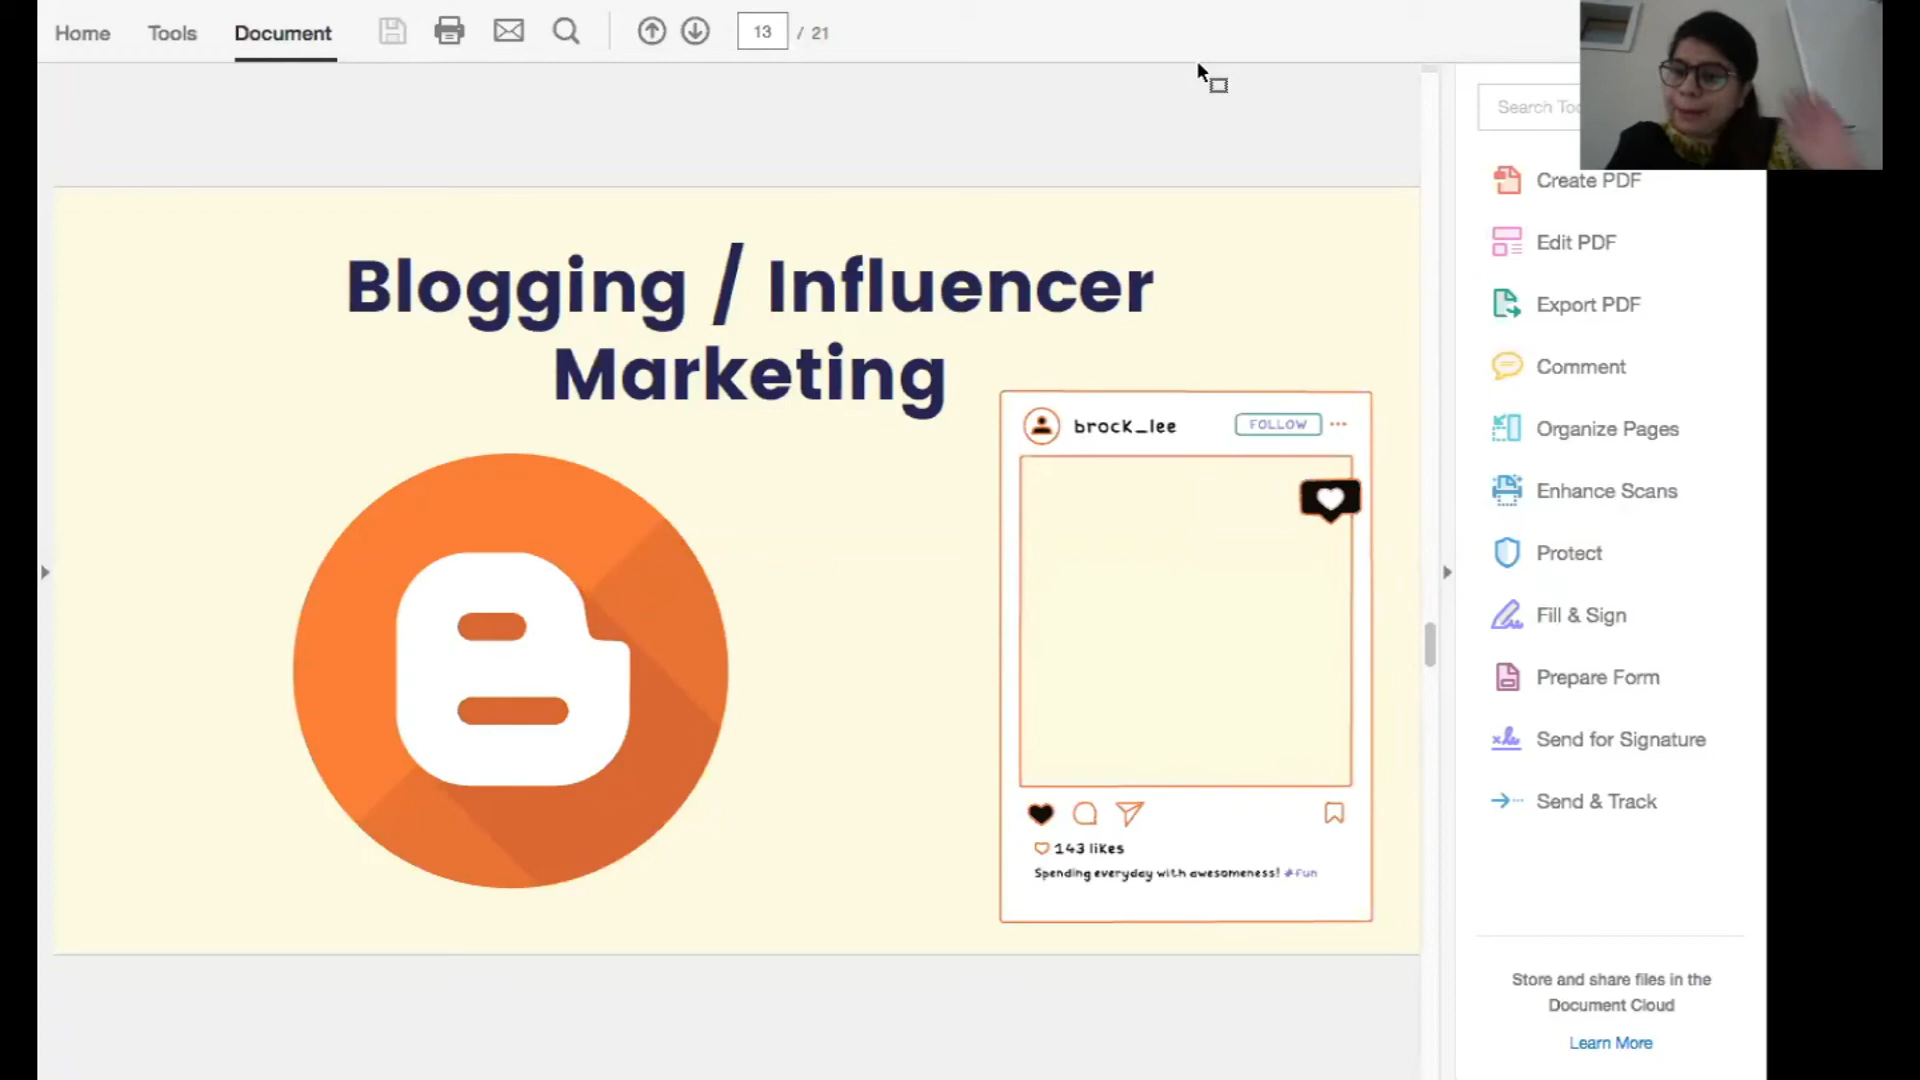 Home Tools Document 13 / 21
Search Too
Create PDF
Edit PDF
Export PDF
Comment
Organize Pages
Enhance Scans
Protect
Fill & Sign
Prepare Form
Send for Signature
Send & Track
Store and share files in the
Document Cloud
Learn More
Blogging / Influencer
Marketing
brock_lee FOLLOW
143 likes
Spending everyday with awesomeness! #fun